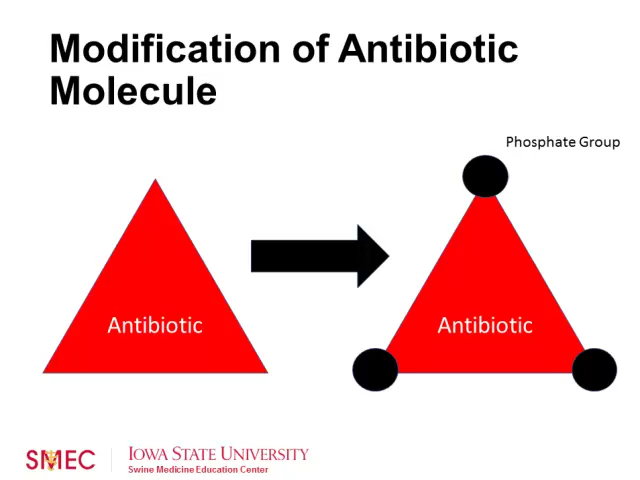 Modification of Antibiotic
Molecule
Phosphate Group
Antibiotic
Antibiotic
SMEC
IOWA STATE UNIVERSITY
Swine Medicine Education Center